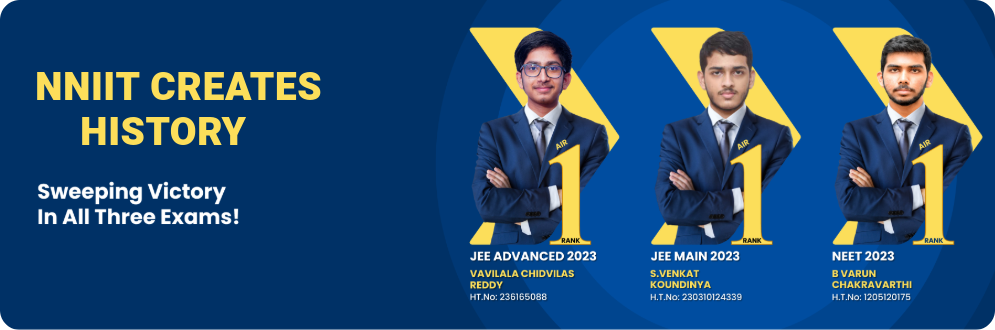 NNIIT CREATES
HISTORY
Sweeping Victory
In All Three Exams!
AIR
1
RANK
JEE ADVANCED 2023
VAVILALA CHIDVILAS
REDDY
HT.No: 236165088
AIR
1
RANK
JEE MAIN 2023
S.VENKAT
KOUNDINYA
H.T.No: 230310124339
AIR
1
RANK
NEET 2023
B VARUN
CHAKRAVARTHI
H.T.No: 1205120175